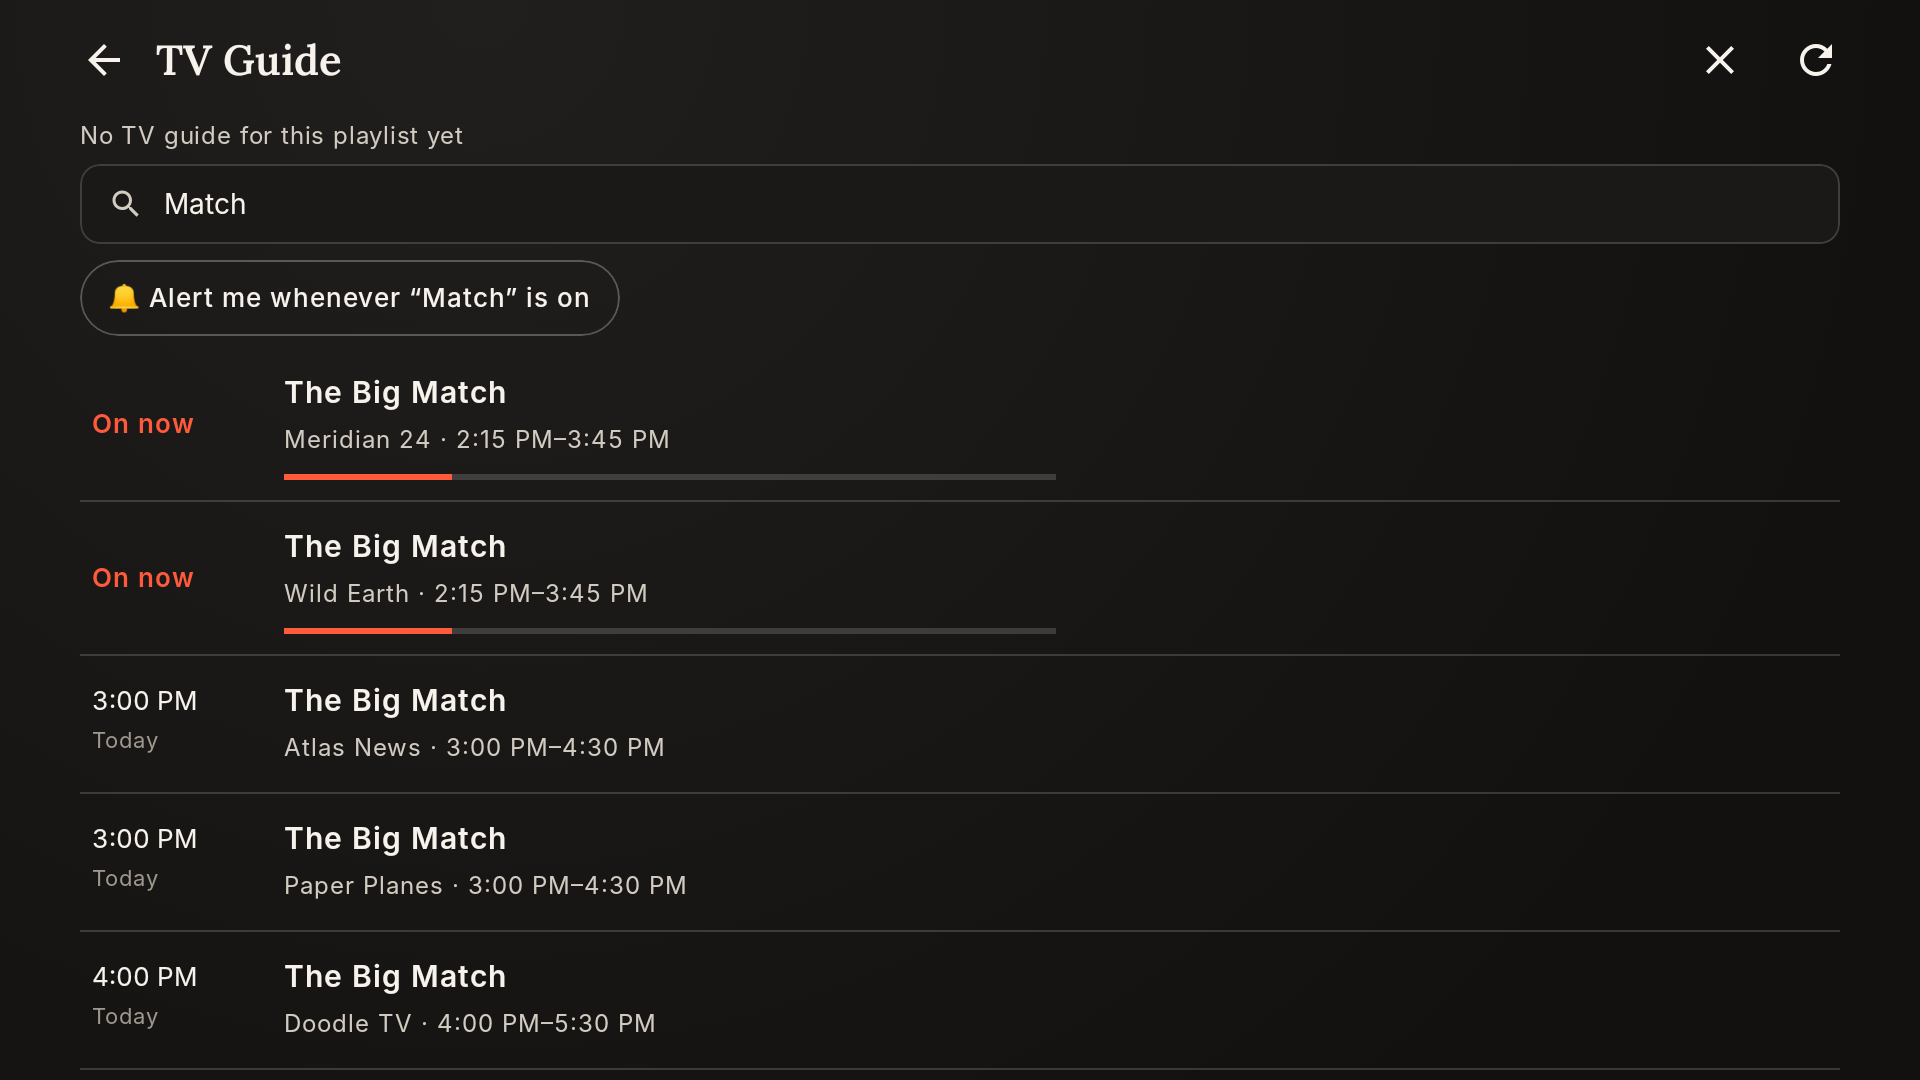 TV Guide
No TV guide for this playlist yet
Match
🔔 Alert me whenever “Match” is on
The Big Match
On now
Meridian 24 · 2:15 PM–3:45 PM
The Big Match
On now
Wild Earth · 2:15 PM–3:45 PM
3:00 PM
The Big Match
Today
Atlas News · 3:00 PM–4:30 PM
3:00 PM
The Big Match
Today
Paper Planes · 3:00 PM–4:30 PM
4:00 PM
The Big Match
Today
Doodle TV · 4:00 PM–5:30 PM